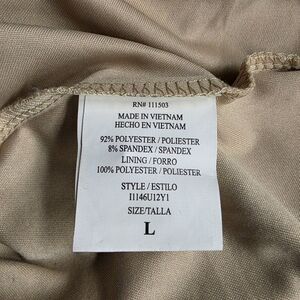 RN# 111503
MADE IN VIETNAM
HECHO EN VIETNAM
92% POLYESTER / POLIESTER
8% SPANDEX / SPANDEX
LINING / FORRO
100% POLYESTER / POLIESTER
STYLE / ESTILO
I1146U12Y1
SIZE/TALLA
L